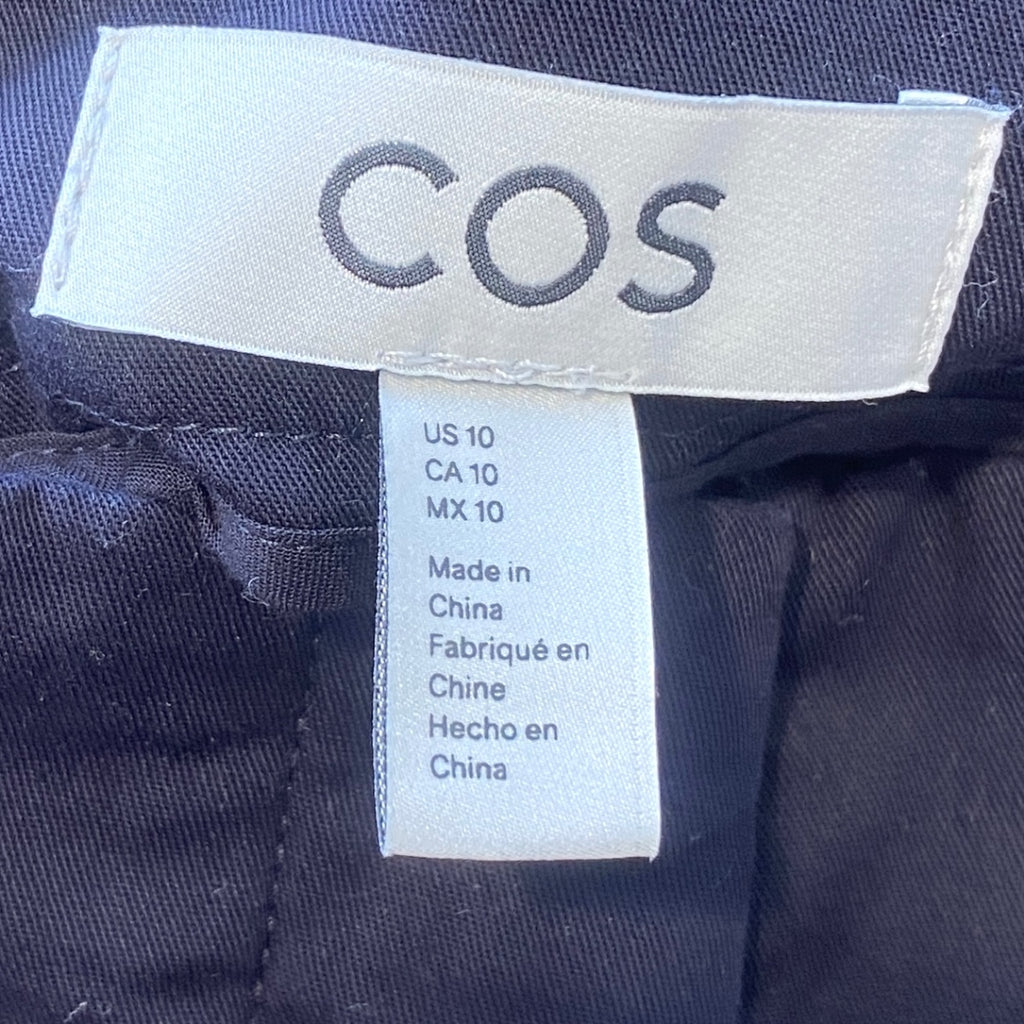 COS
US 10
CA 10
MX 10
Made in
China
Fabriqué en
Chine
Hecho en
China